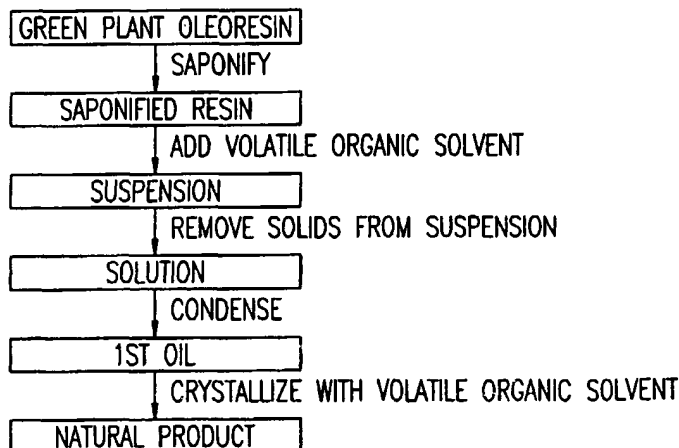 GREEN PLANT OLEORESIN
SAPONIFY
SAPONIFIED RESIN
ADD VOLATILE ORGANIC SOLVENT
SUSPENSION
REMOVE SOLIDS FROM SUSPENSION
SOLUTION
CONDENSE
1ST OIL
CRYSTALLIZE WITH VOLATILE ORGANIC SOLVENT
NATURAL PRODUCT